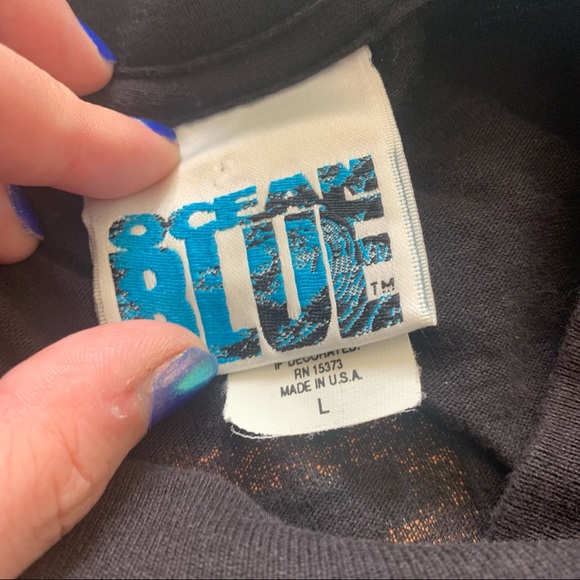 OCEAN
BLUE
TM
IF DECORATED.
RN 15373
MADE IN U.S.A.
L